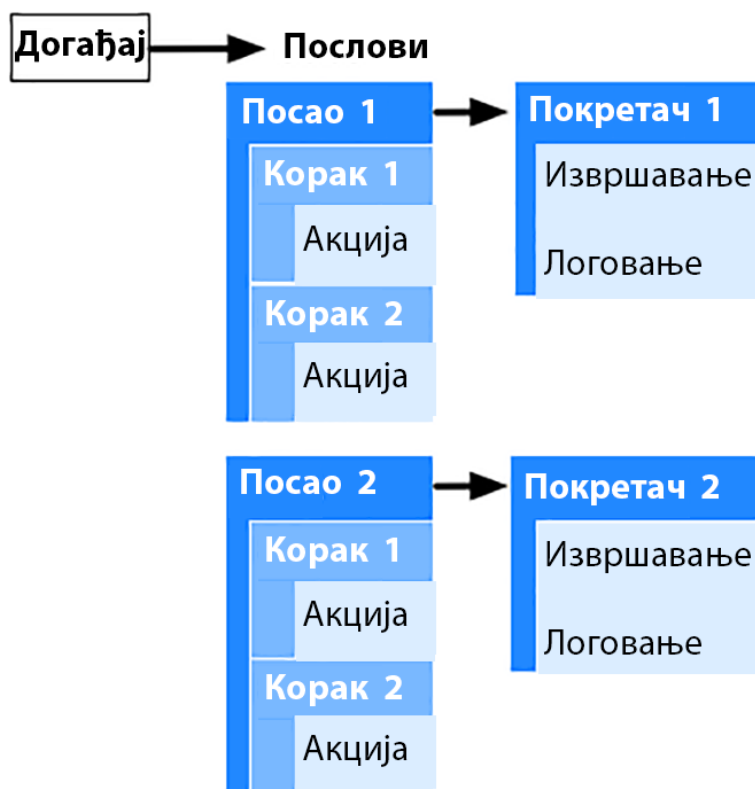 Догађај
Послови
Посао 1
Покретач 1
Корак 1
Извршавање
Акција
Логовање
Корак 2
Акција
Посао 2
Покретач 2
Корак 1
Извршавање
Акција
Логовање
Корак 2
Акција